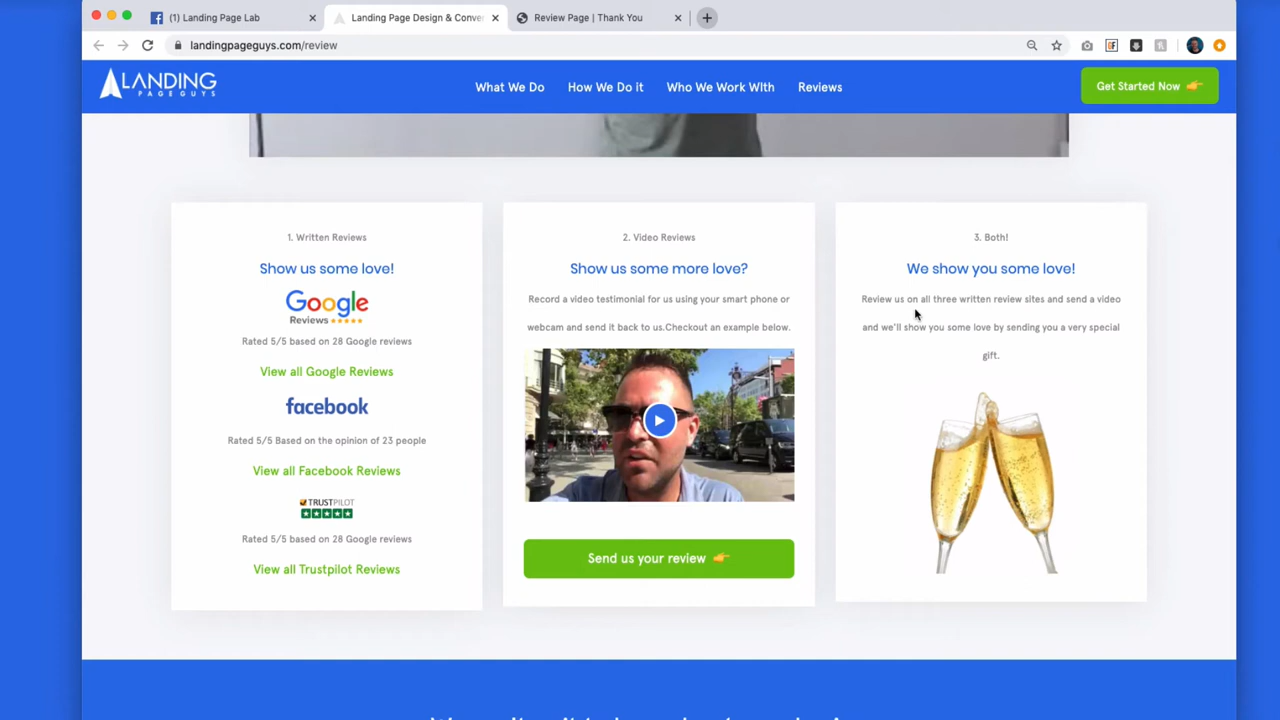 (1) Landing Page Lab
Landing Page Design & Conver
Review Page | Thank You
landingpageguys.com/review
LANDING
PAGE GUYS
What We Do
How We Do it
Who We Work WIth
Reviews
Get Started Now
1. Written Reviews
Show us some love!
Google
Reviews
Rated 5/5 based on 28 Google reviews
View all Google Reviews
facebook
Rated 5/5 Based on the opinion of 23 people
View all Facebook Reviews
TRUSTPILOT
Rated 5/5 based on 28 Google reviews
View all Trustpilot Reviews
2. Video Reviews
Show us some more love?
Record a video testimonial for us using your smart phone or
webcam and send it back to us.Checkout an example below.
Send us your review
3. Both!
We show you some love!
Review us on all three written review sites and send a video
and we'll show you some love by sending you a very special
gift.